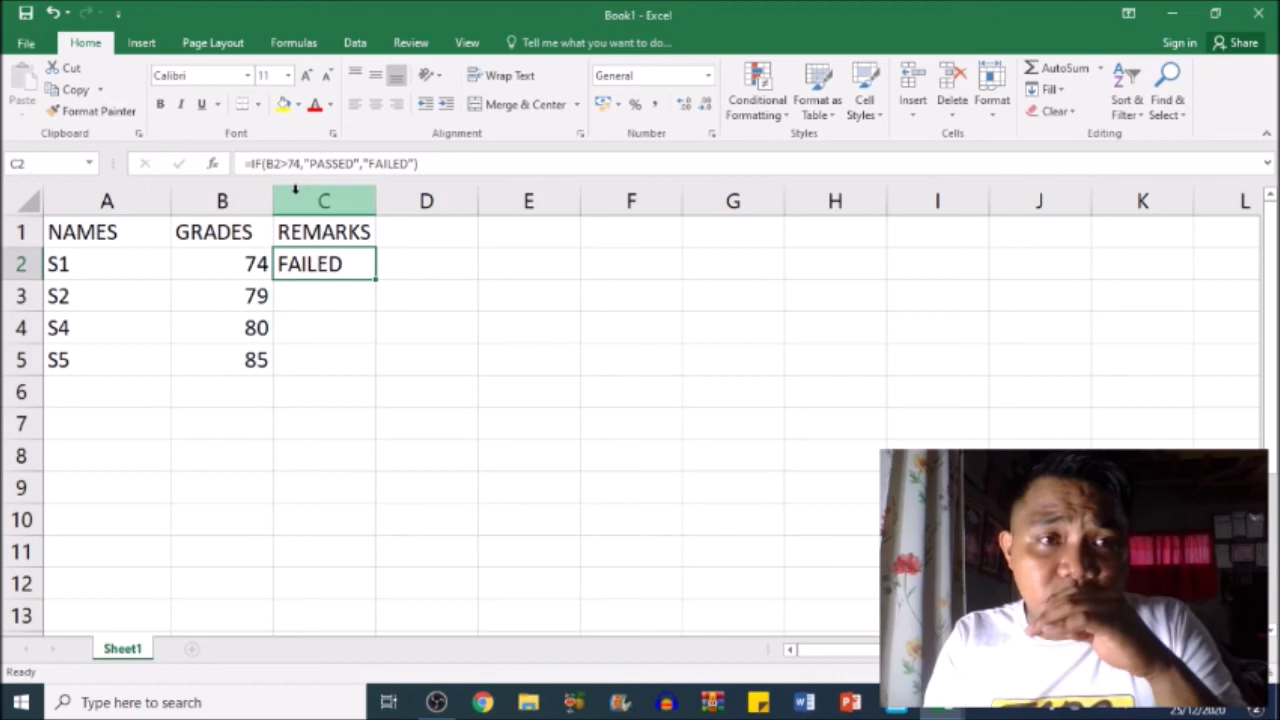 Book1 - Excel
File Home Insert Page Layout Formulas Data Review View Tell me what you want to do... Sign in Share
Paste Cut Copy Format Painter Clipboard
Calibri 11 A A B I U A Font
Wrap Text Merge & Center Alignment
General % , Number
Conditional Formatting Format as Table Cell Styles Styles
Insert Delete Format Cells
AutoSum Fill Clear Sort & Filter Find & Select Editing
C2 fx =IF(B2>74,"PASSED","FAILED")
A B C D E F G H I J K L
1 NAMES GRADES REMARKS
2 S1 74 FAILED
3 S2 79
4 S4 80
5 S5 85
6
7
8
9
10
11
12
13
Sheet1
Ready
Type here to search
25/12/2020